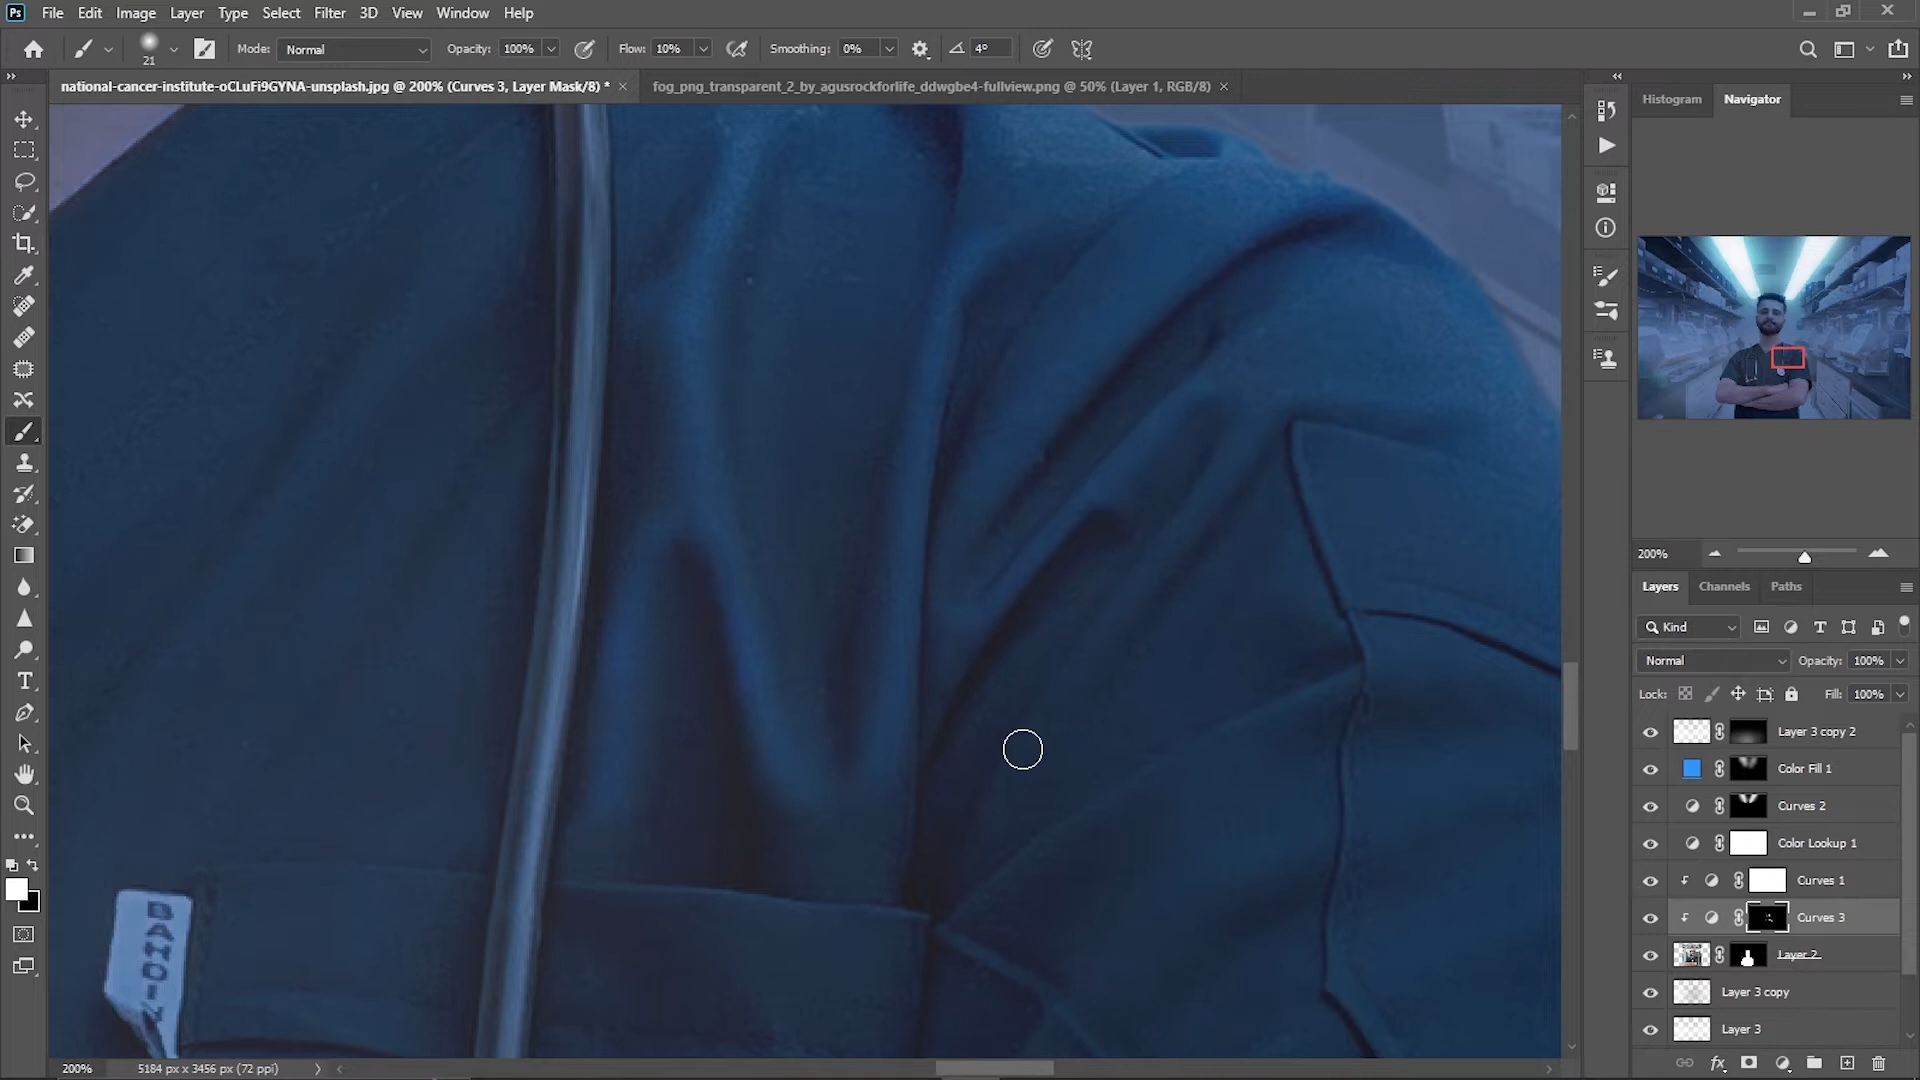 Ps File Edit Image Layer Type Select Filter 3D View Window Help
21 Mode: Normal Opacity: 100% Flow: 10% Smoothing: 0% 4°
national-cancer-institute-oCLuFi9GYNA-unsplash.jpg @ 200% (Curves 3, Layer Mask/8) * × fog_png_transparent_2_by_agusrockforlife_ddwgbe4-fullview.png @ 50% (Layer 1, RGB/8) ×
Histogram Navigator
200%
Layers Channels Paths
Kind
Normal Opacity: 100%
Lock: Fill: 100%
Layer 3 copy 2
Color Fill 1
Curves 2
Color Lookup 1
Curves 1
Curves 3
Layer 2
Layer 3 copy
Layer 3
200% 5184 px x 3456 px (72 ppi)